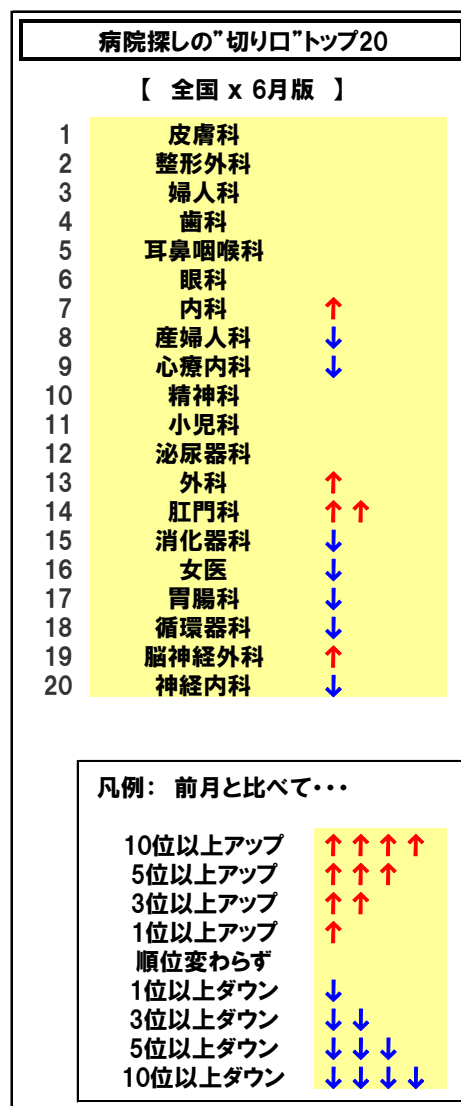 病院探しの”切り口”トップ20
【 全国 x 6月版 】
1 皮膚科
2 整形外科
3 婦人科
4 歯科
5 耳鼻咽喉科
6 眼科
7 内科 ↑
8 産婦人科 ↓
9 心療内科 ↓
10 精神科
11 小児科
12 泌尿器科
13 外科 ↑
14 肛門科 ↑↑
15 消化器科 ↓
16 女医 ↓
17 胃腸科 ↓
18 循環器科 ↓
19 脳神経外科 ↑
20 神経内科 ↓
凡例： 前月と比べて・・・
10位以上アップ ↑↑↑↑
5位以上アップ ↑↑↑
3位以上アップ ↑↑
1位以上アップ ↑
順位変わらず
1位以上ダウン ↓
3位以上ダウン ↓↓
5位以上ダウン ↓↓↓
10位以上ダウン ↓↓↓↓